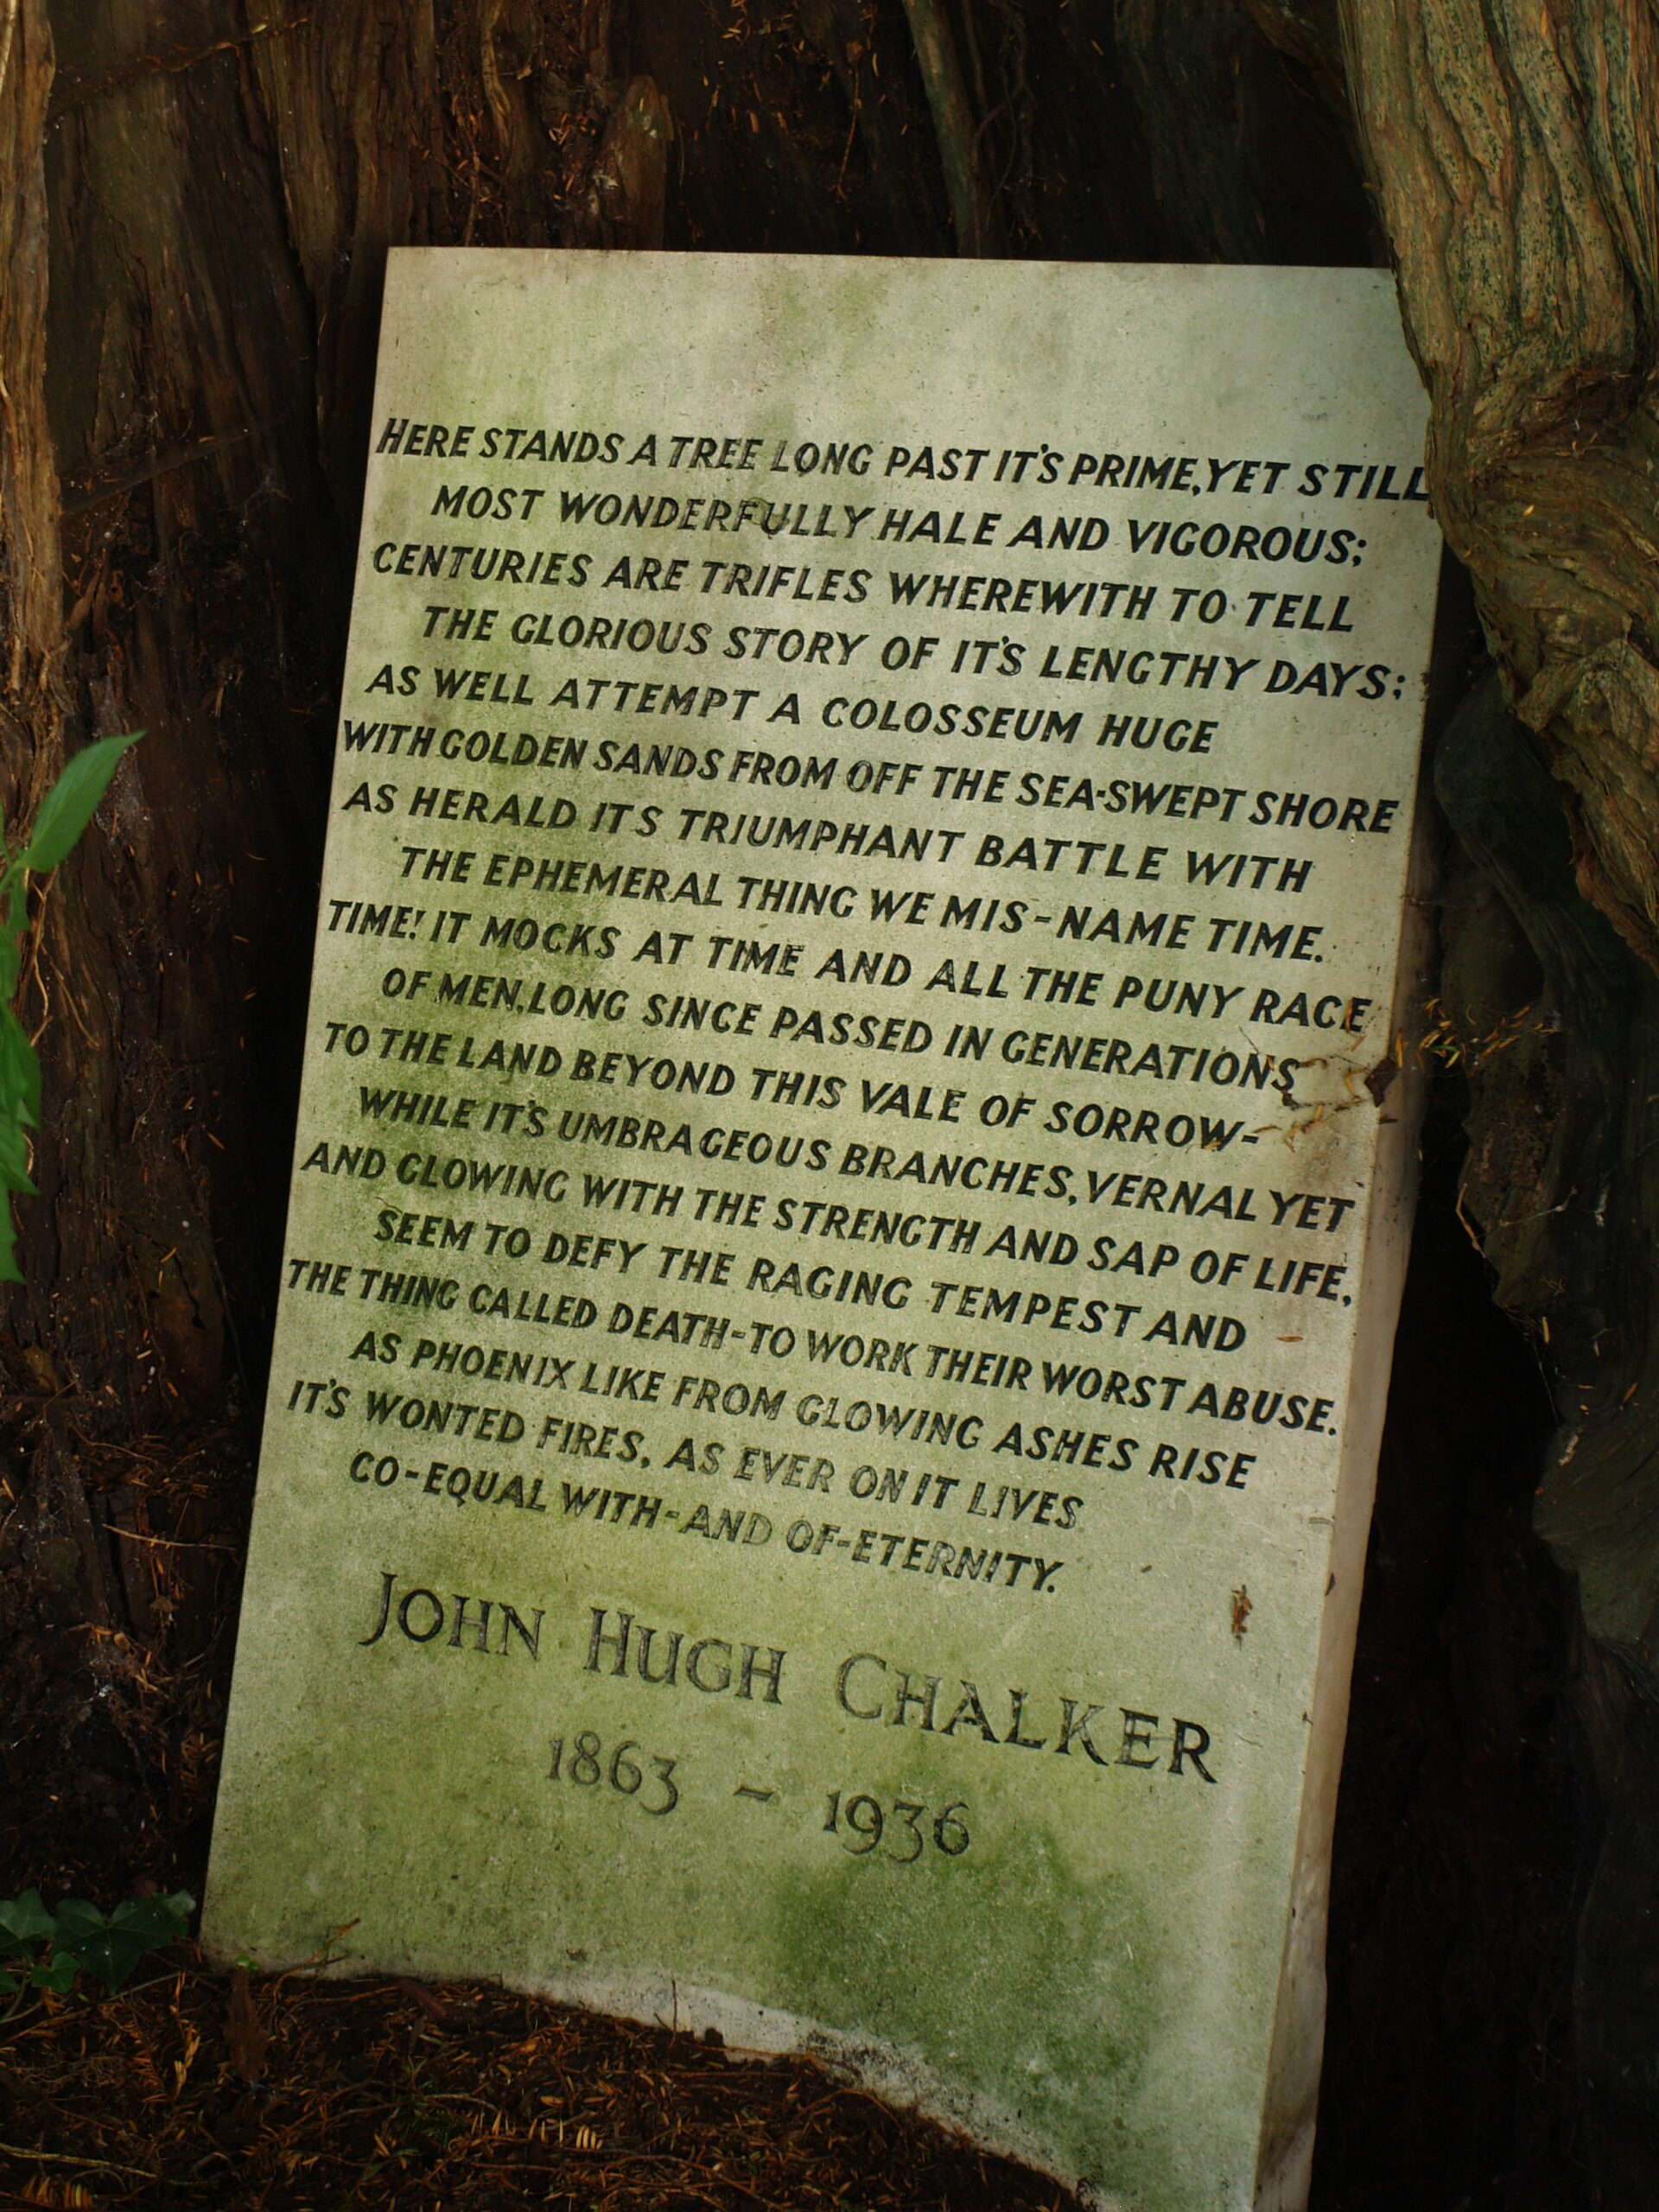 HERE STANDS A TREE LONG PAST IT'S PRIME, YET STILL
MOST WONDERFULLY HALE AND VIGOROUS;
CENTURIES ARE TRIFLES WHEREWITH TO TELL
THE GLORIOUS STORY OF IT'S LENGTHY DAYS;
AS WELL ATTEMPT A COLOSSEUM HUGE
WITH GOLDEN SANDS FROM OFF THE SEA-SWEPT SHORE
AS HERALD ITS TRIUMPHANT BATTLE WITH
THE EPHEMERAL THING WE MIS-NAME TIME.
TIME! IT MOCKS AT TIME AND ALL THE PUNY RACE
OF MEN, LONG SINCE PASSED IN GENERATIONS
TO THE LAND BEYOND THIS VALE OF SORROW-
WHILE IT'S UMBRAGEOUS BRANCHES, VERNAL YET
AND GLOWING WITH THE STRENGTH AND SAP OF LIFE,
SEEM TO DEFY THE RAGING TEMPEST AND
THE THING CALLED DEATH-TO WORK THEIR WORST ABUSE.
AS PHOENIX LIKE FROM GLOWING ASHES RISE
IT'S WONTED FIRES, AS EVER ON IT LIVES
CO-EQUAL WITH-AND OF-ETERNITY.
JOHN HUGH CHALKER
1863 - 1936